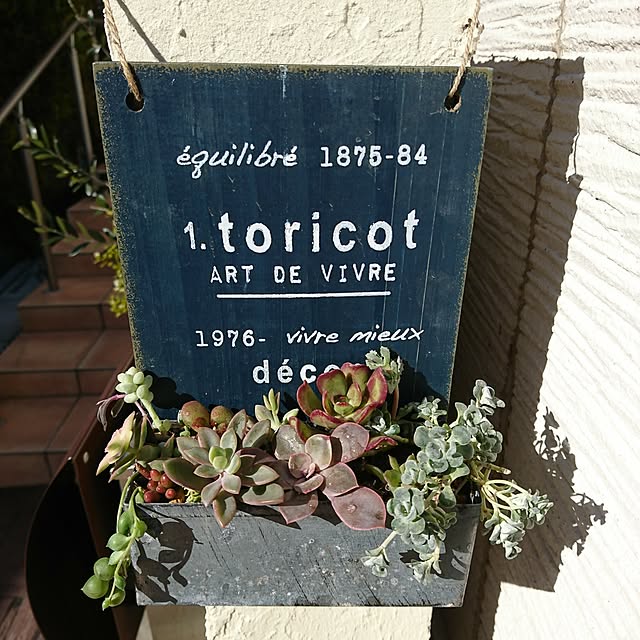 équilibré 1875-84
1. toricot
ART DE VIVRE
1976- vivre mieux